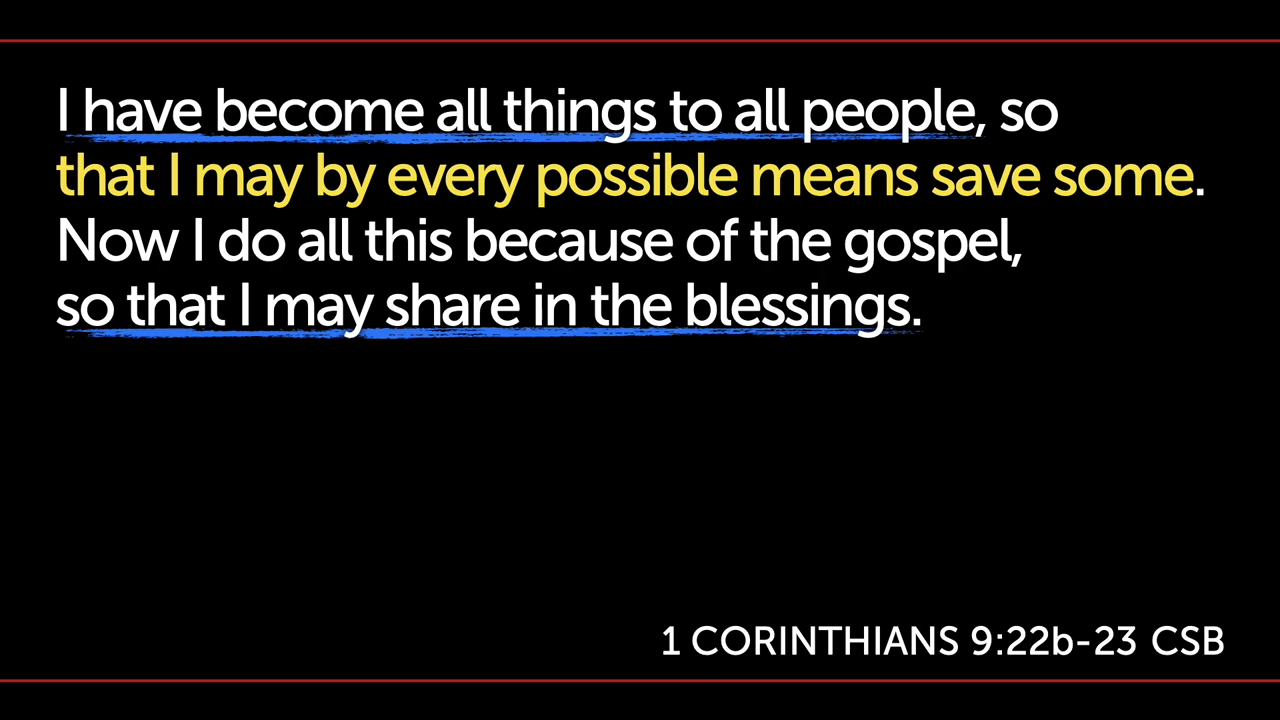 I have become all things to all people, so
that I may by every possible means save some.
Now I do all this because of the gospel,
so that I may share in the blessings.
1 CORINTHIANS 9:22b-23 CSB